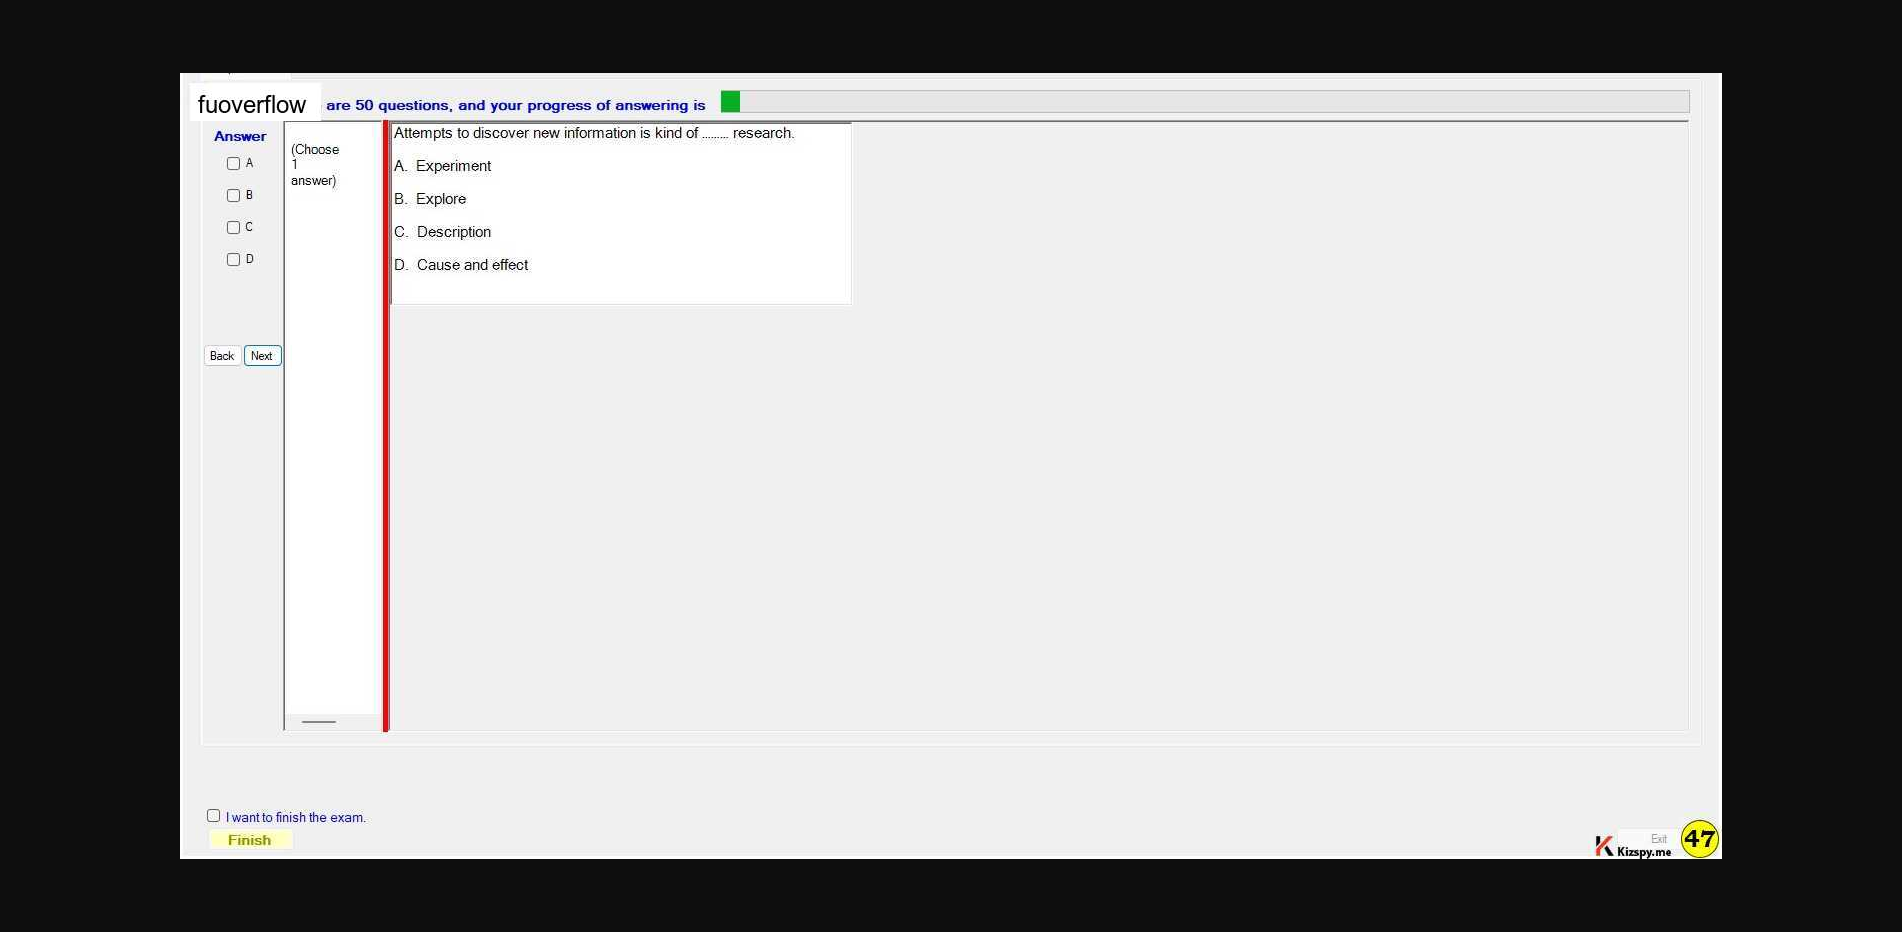 fuoverflow are 50 questions, and your progress of answering is
Answer
A
B
C
D
(Choose
1
answer)
Attempts to discover new information is kind of ......... research.
A. Experiment
B. Explore
C. Description
D. Cause and effect
Back Next
I want to finish the exam.
Finish
Exit
Kizspy.me
47